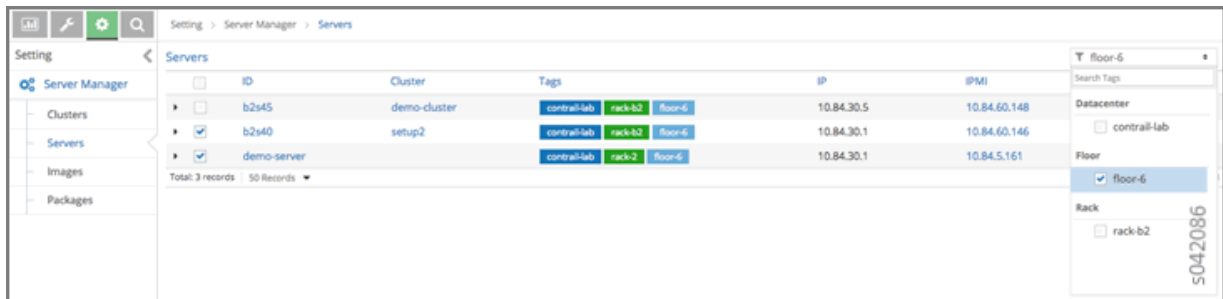 Setting > Server Manager > Servers
Setting
Servers
floor-6
Server Manager
ID Cluster Tags IP IPMI
Search Tags
Clusters
b2s45 demo-cluster contrail-lab rack-b2 floor-6 10.84.30.5 10.84.60.148
Datacenter
Servers
b2s40 setup2 contrail-lab rack-b2 floor-6 10.84.30.1 10.84.60.146
contrail-lab
demo-server contrail-lab rack-2 floor-6 10.84.30.1 10.84.5.161
Floor
Images
Total: 3 records 50 Records
floor-6
Packages
Rack
rack-b2
s042086